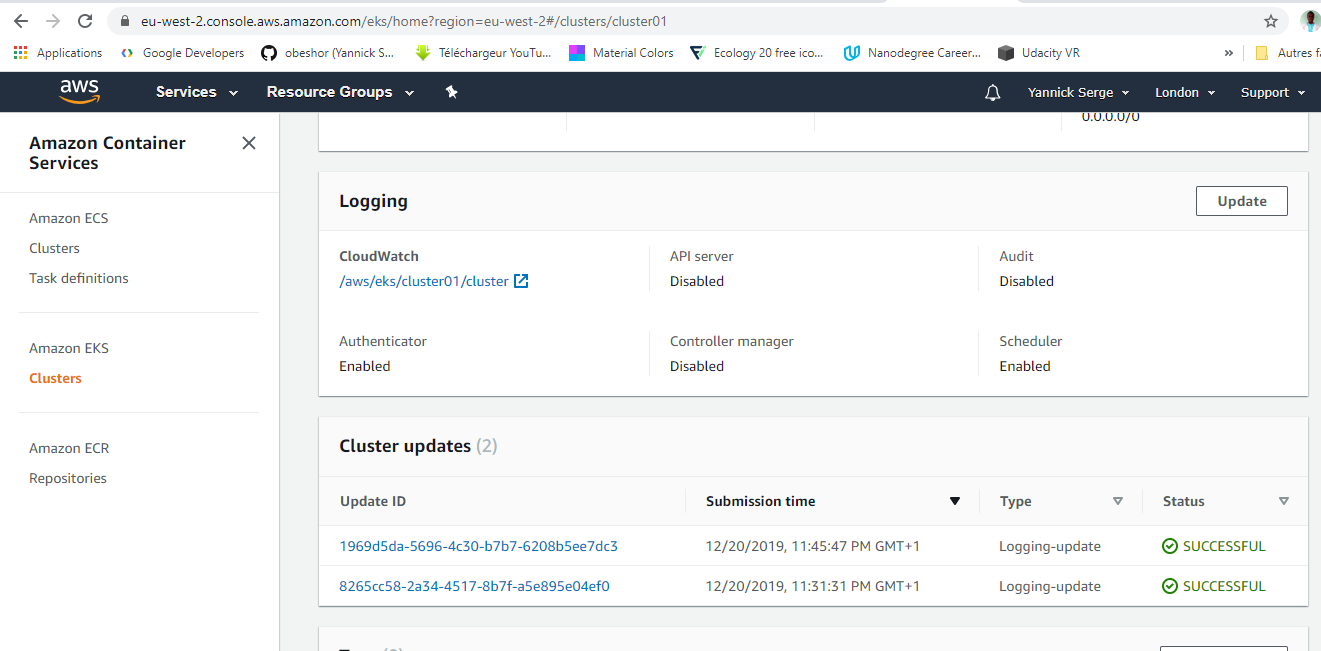 eu-west-2.console.aws.amazon.com/eks/home?region=eu-west-2#/clusters/cluster01
Applications Google Developers obeshor (Yannick S... Téléchargeur YouTu... Material Colors Ecology 20 free ico... Nanodegree Career... Udacity VR » Autres fa
aws Services Resource Groups Yannick Serge London Support
Amazon Container
Services
Amazon ECS
Clusters
Task definitions
Amazon EKS
Clusters
Amazon ECR
Repositories
0.0.0.0/0
Logging Update
CloudWatch API server Audit
/aws/eks/cluster01/cluster Disabled Disabled
Authenticator Controller manager Scheduler
Enabled Disabled Enabled
Cluster updates (2)
Update ID Submission time Type Status
1969d5da-5696-4c30-b7b7-6208b5ee7dc3 12/20/2019, 11:45:47 PM GMT+1 Logging-update SUCCESSFUL
8265cc58-2a34-4517-8b7f-a5e895e04ef0 12/20/2019, 11:31:31 PM GMT+1 Logging-update SUCCESSFUL